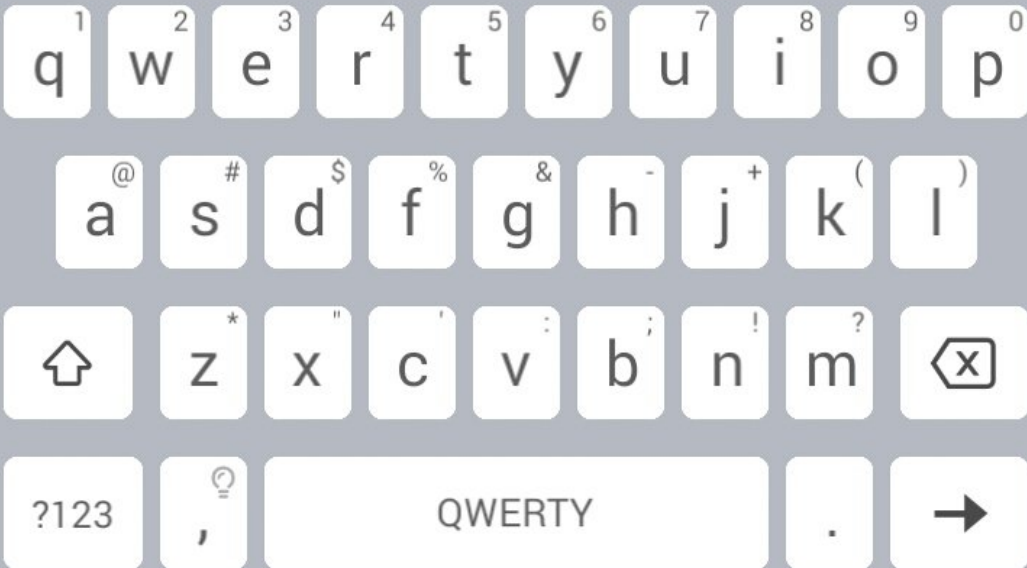 1 2 3 4 5 6 7 8 9 0
q w e r t y u i o p
@ # $ % & - + ( )
a s d f g h j k l
* " ' : ; ! ?
z x c v b n m x
?123 , QWERTY .